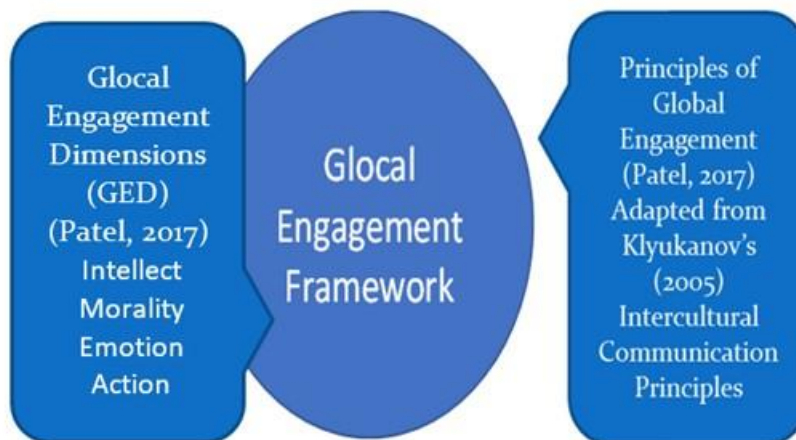 Glocal
Engagement
Dimensions
(GED)
(Patel, 2017)
Intellect
Morality
Emotion
Action
Glocal
Engagement
Framework
Principles of
Global
Engagement
(Patel, 2017)
Adapted from
Klyukanov's
(2005)
Intercultural
Communication
Principles